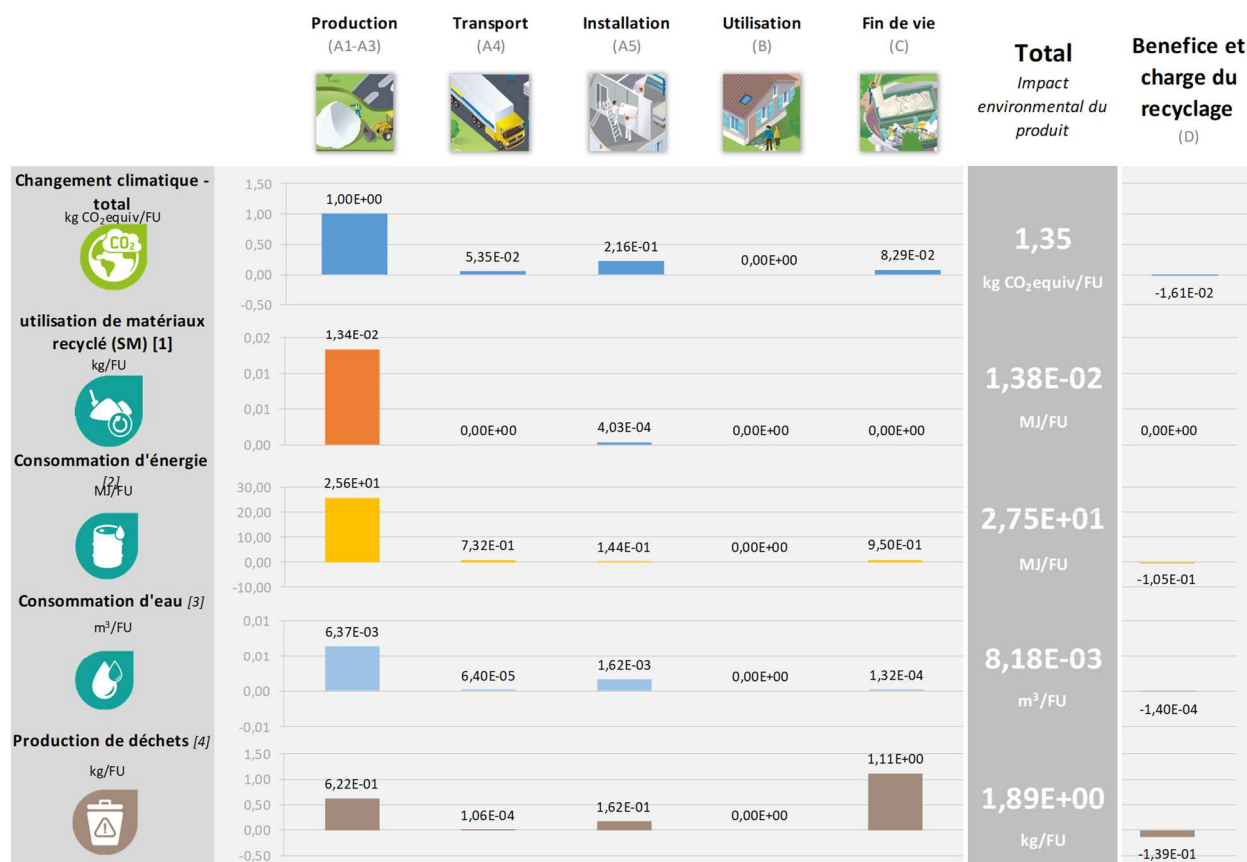 Production
(A1-A3)
Transport
(A4)
Installation
(A5)
Utilisation
(B)
Fin de vie
(C)
Total
Impact
environmental du
produit
Benefice et
charge du
recyclage
(D)
Changement climatique -
total
kg CO₂equiv/FU
CO₂
1,50
1,00
0,50
0,00
-0,50
1,00E+00
5,35E-02
2,16E-01
0,00E+00
8,29E-02
1,35
kg CO₂equiv/FU
-1,61E-02
utilisation de matériaux
recyclé (SM) [1]
kg/FU
0,02
0,01
0,01
0,00
1,34E-02
0,00E+00
4,03E-04
0,00E+00
0,00E+00
1,38E-02
MJ/FU
0,00E+00
Consommation d'énergie
[2]
MJ/FU
30,00
20,00
10,00
0,00
-10,00
2,56E+01
7,32E-01
1,44E-01
0,00E+00
9,50E-01
2,75E+01
MJ/FU
-1,05E-01
Consommation d'eau [3]
m³/FU
0,01
0,01
0,00
-0,01
6,37E-03
6,40E-05
1,62E-03
0,00E+00
1,32E-04
8,18E-03
m³/FU
-1,40E-04
Production de déchets [4]
kg/FU
1,50
1,00
0,50
0,00
-0,50
6,22E-01
1,06E-04
1,62E-01
0,00E+00
1,11E+00
1,89E+00
kg/FU
-1,39E-01